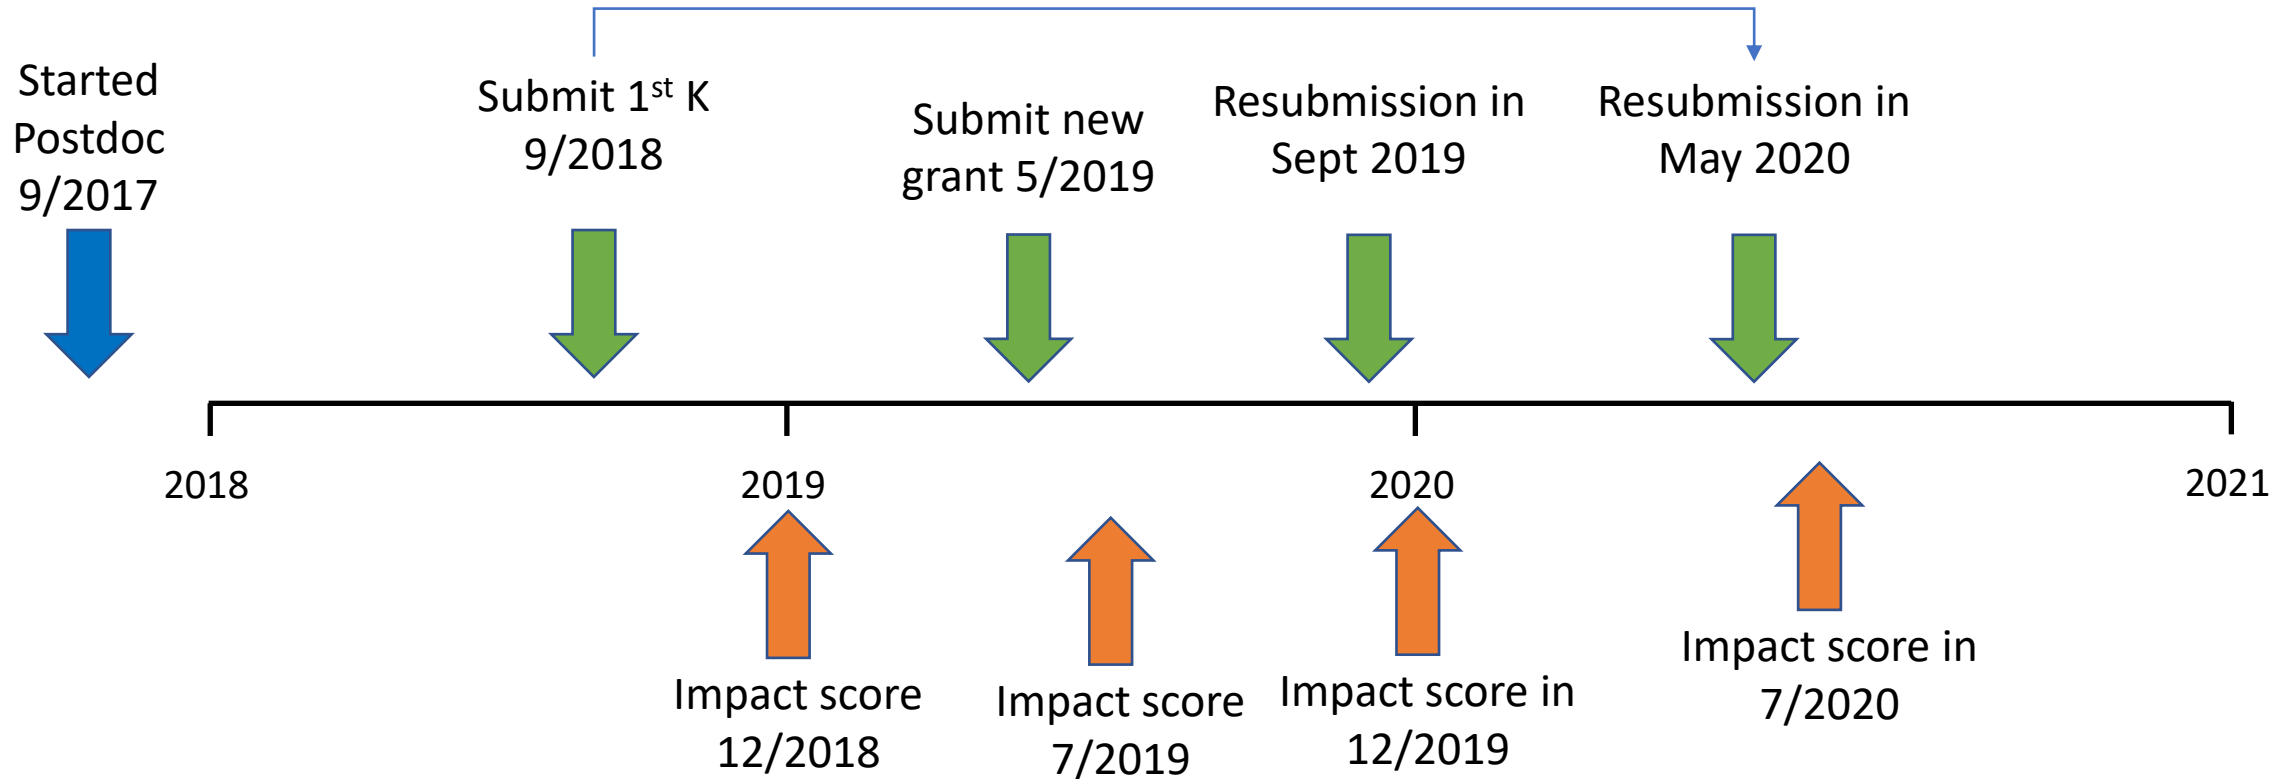 Started
Postdoc
9/2017
Submit 1st K
9/2018
Submit new
grant 5/2019
Resubmission in
Sept 2019
Resubmission in
May 2020
2018
2019
2020
2021
Impact score
12/2018
Impact score
7/2019
Impact score in
12/2019
Impact score in
7/2020